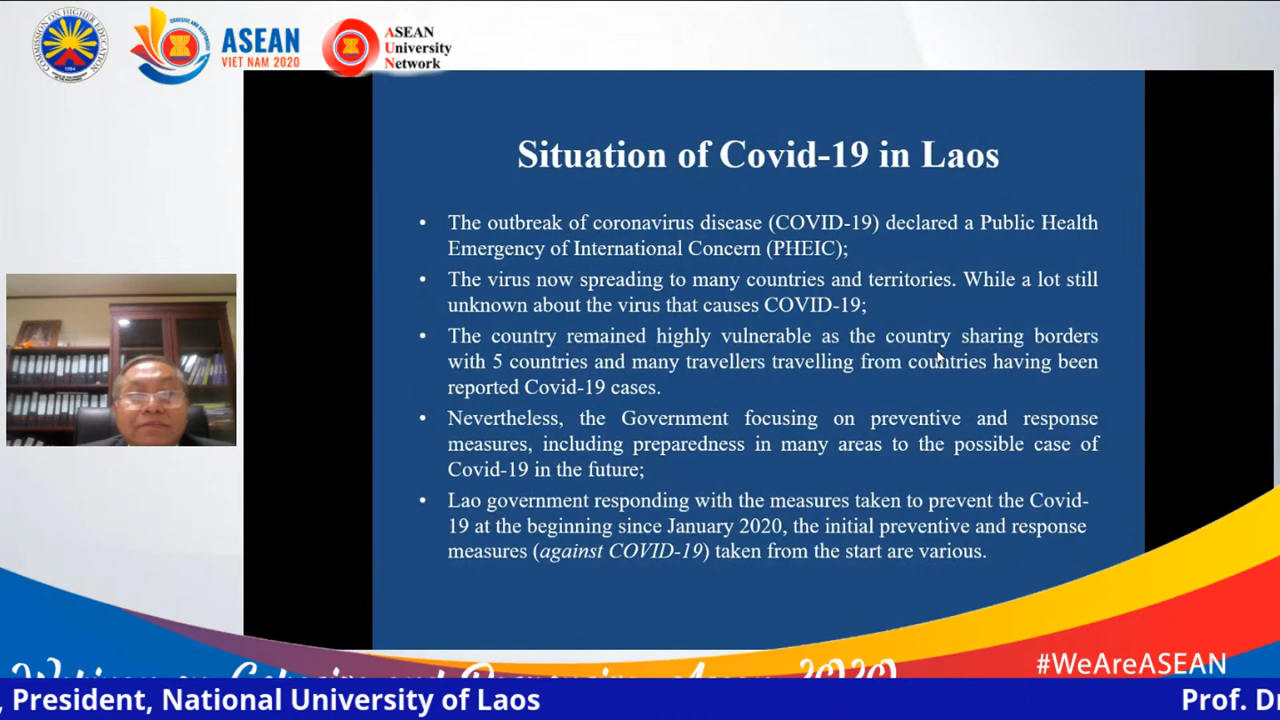 COMMISSION ON HIGHER EDUCATION
COHESIVE AND RESPONSIVE
ASEAN
VIET NAM 2020
ASEAN
University
Network
Situation of Covid-19 in Laos
• The outbreak of coronavirus disease (COVID-19) declared a Public Health
Emergency of International Concern (PHEIC);
• The virus now spreading to many countries and territories. While a lot still
unknown about the virus that causes COVID-19;
• The country remained highly vulnerable as the country sharing borders
with 5 countries and many travellers travelling from countries having been
reported Covid-19 cases.
• Nevertheless, the Government focusing on preventive and response
measures, including preparedness in many areas to the possible case of
Covid-19 in the future;
• Lao government responding with the measures taken to prevent the Covid-
19 at the beginning since January 2020, the initial preventive and response
measures (against COVID-19) taken from the start are various.
#WeAreASEAN
, President, National University of Laos
Prof. D